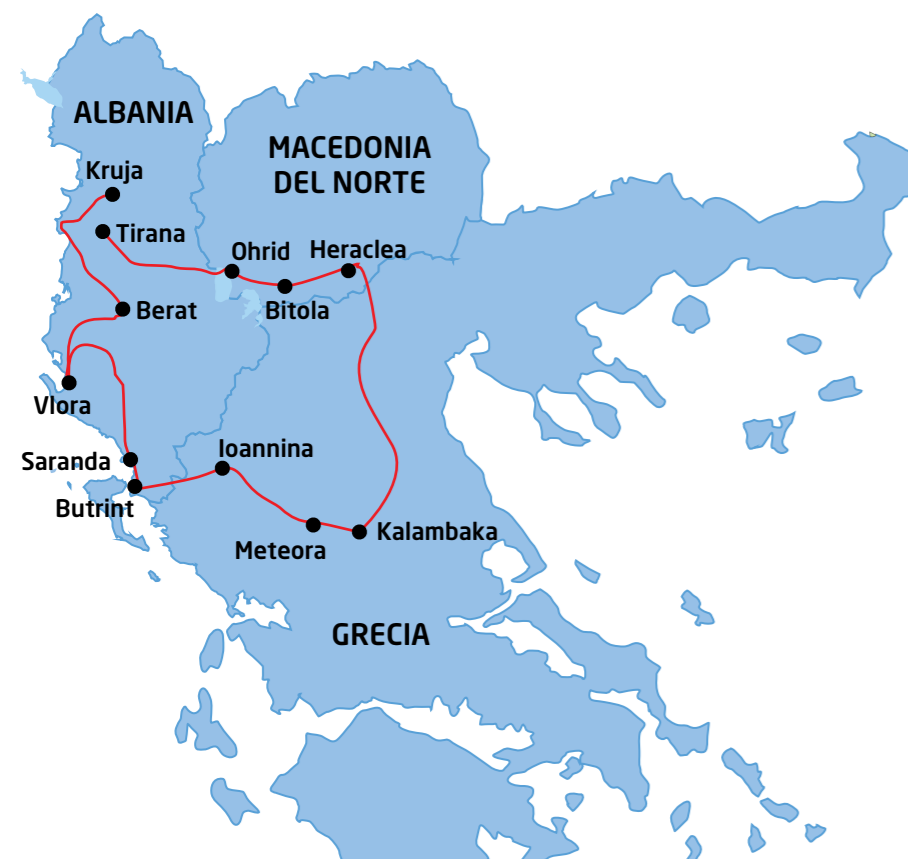 ALBANIA
MACEDONIA
DEL NORTE
Kruja
Tirana
Ohrid
Heraclea
Berat
Bitola
Vlora
Ioannina
Saranda
Butrint
Meteora
Kalambaka
GRECIA